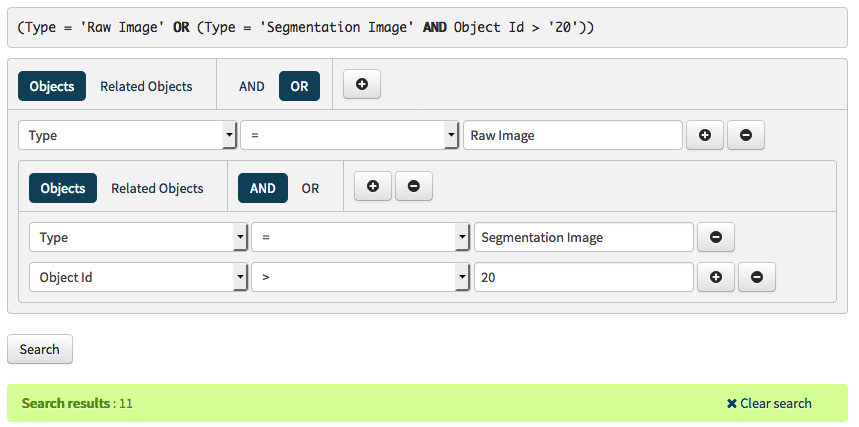 (Type = 'Raw Image' OR (Type = 'Segmentation Image' AND Object Id > '20'))
Objects Related Objects AND OR
Type = Raw Image
Objects Related Objects AND OR
Type = Segmentation Image
Object Id > 20
Search
Search results : 11 Clear search